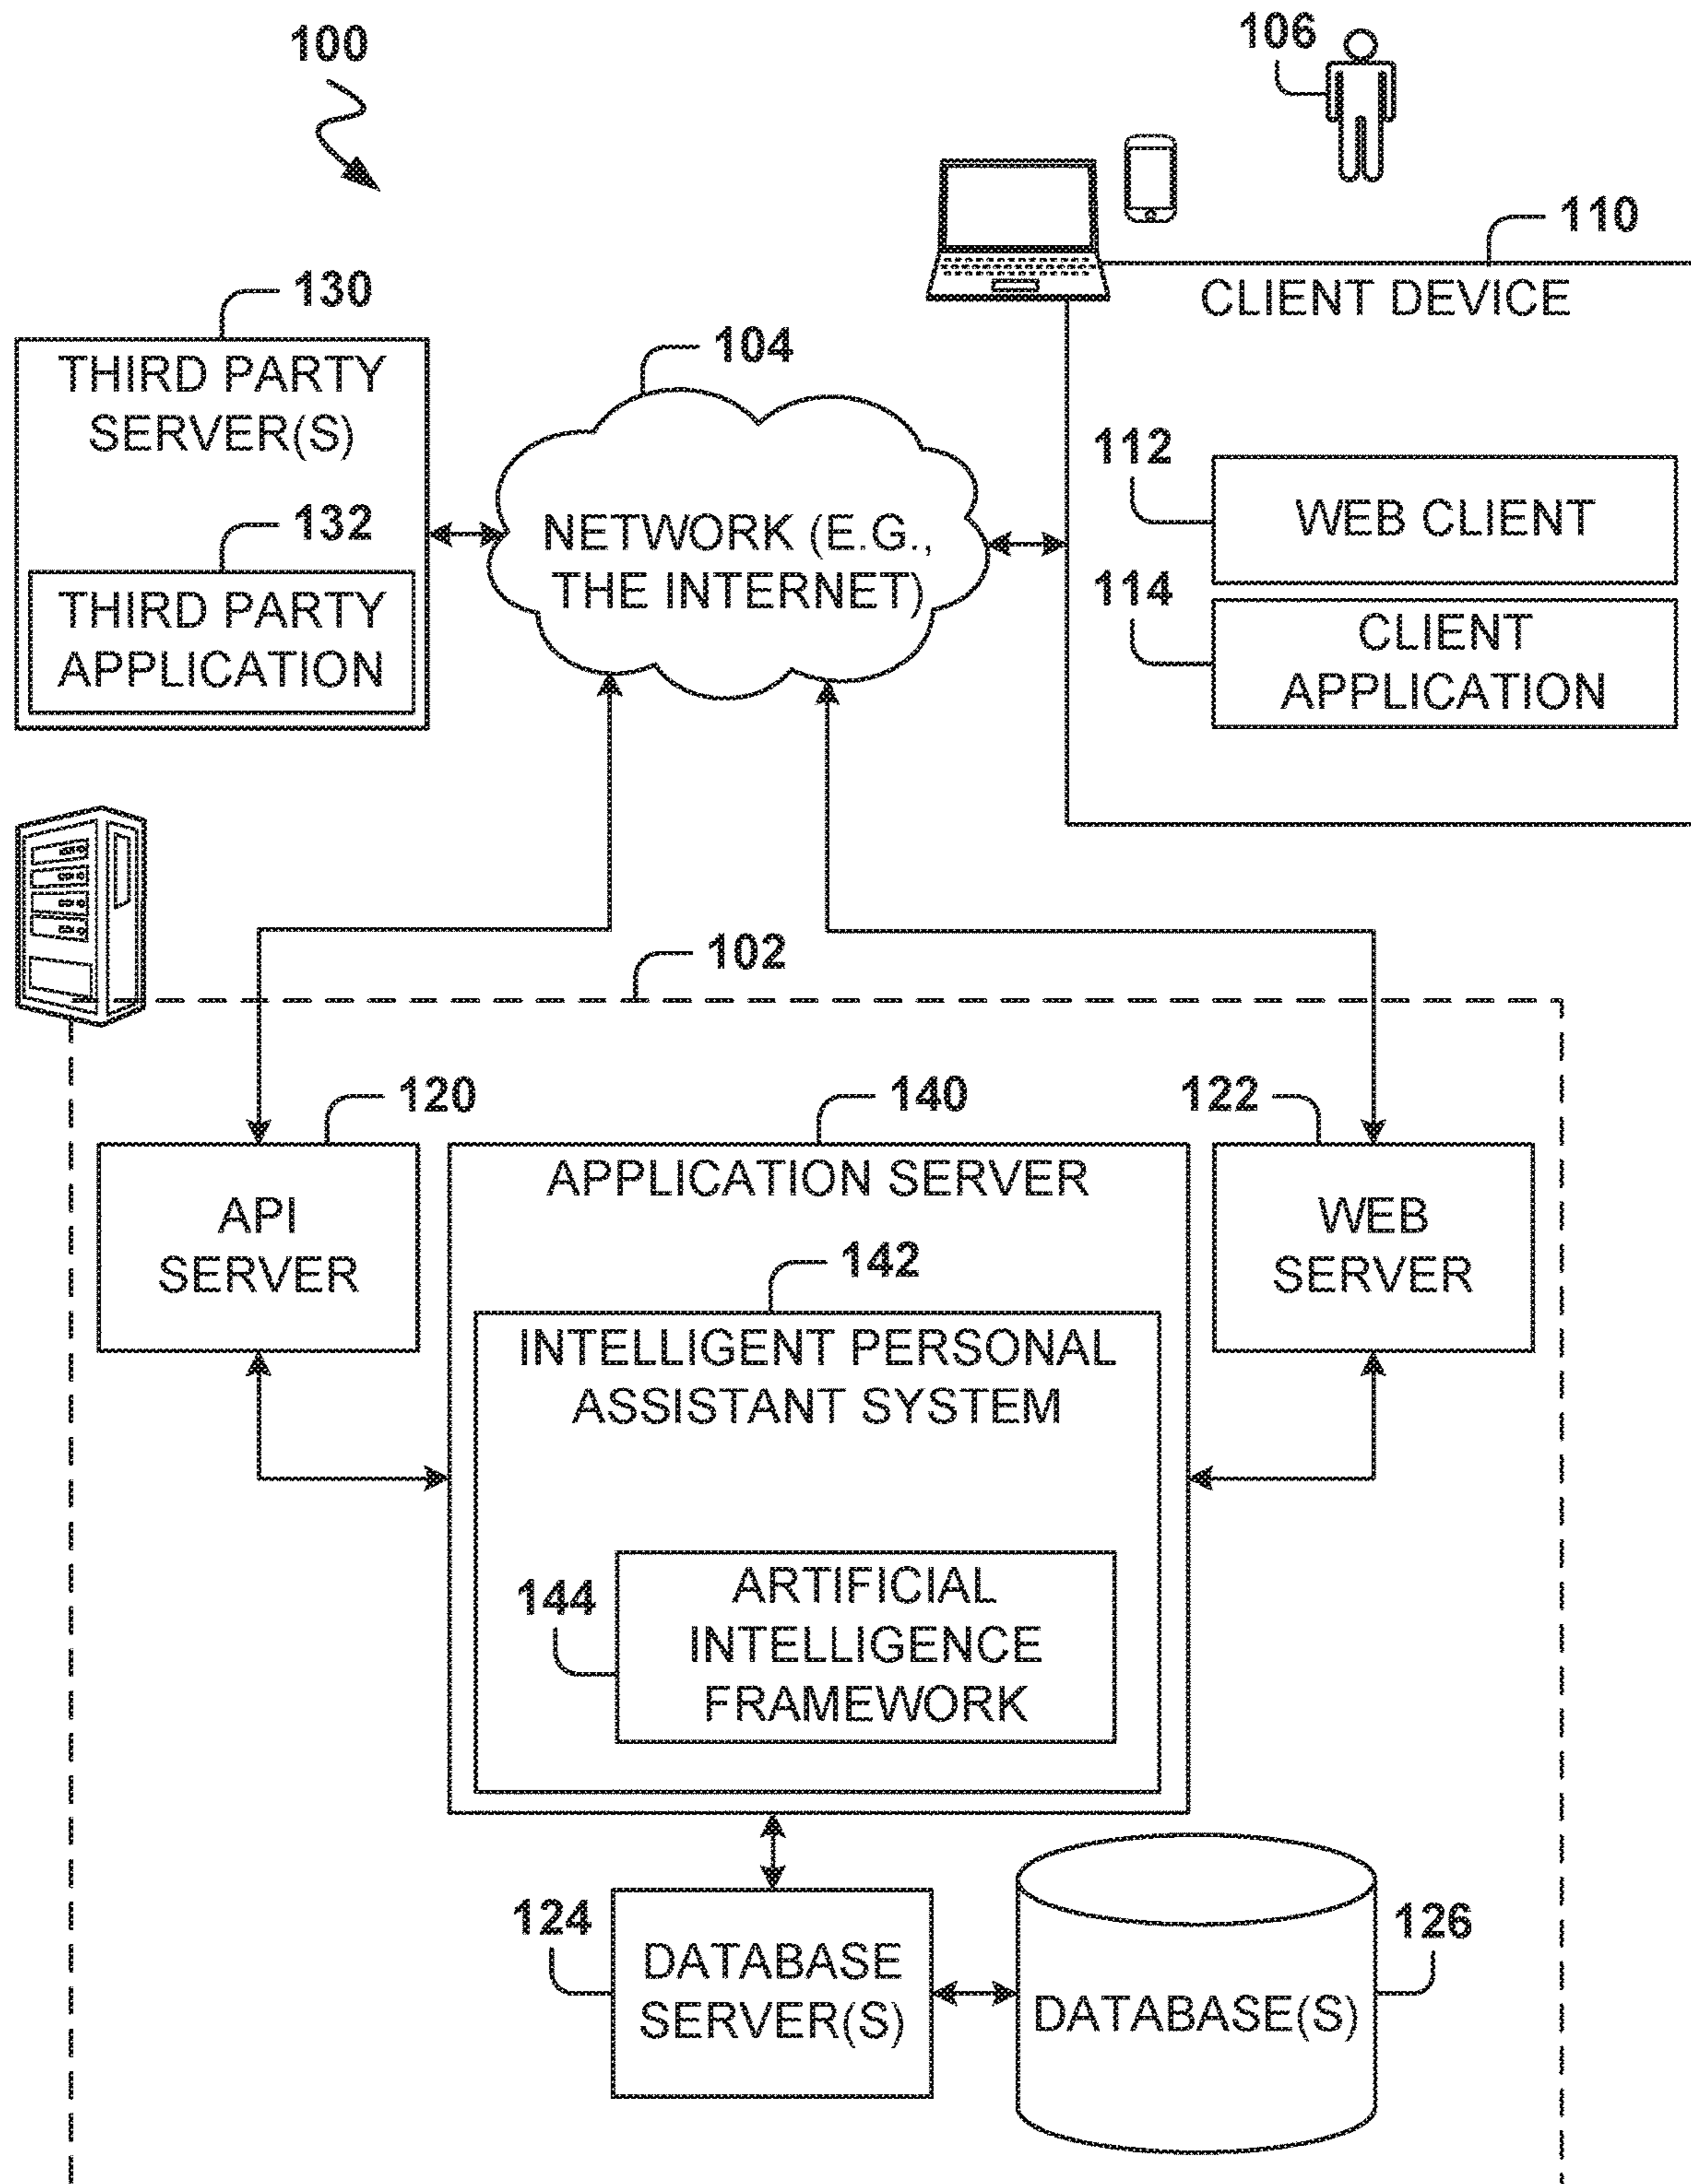 100
106
110
CLIENT DEVICE
130
THIRD PARTY
SERVER(S)
132
THIRD PARTY
APPLICATION
104
NETWORK (E.G.,
THE INTERNET)
112
WEB CLIENT
114
CLIENT
APPLICATION
102
120
API
SERVER
140
APPLICATION SERVER
122
WEB
SERVER
142
INTELLIGENT PERSONAL
ASSISTANT SYSTEM
144
ARTIFICIAL
INTELLIGENCE
FRAMEWORK
124
DATABASE
SERVER(S)
126
DATABASE(S)